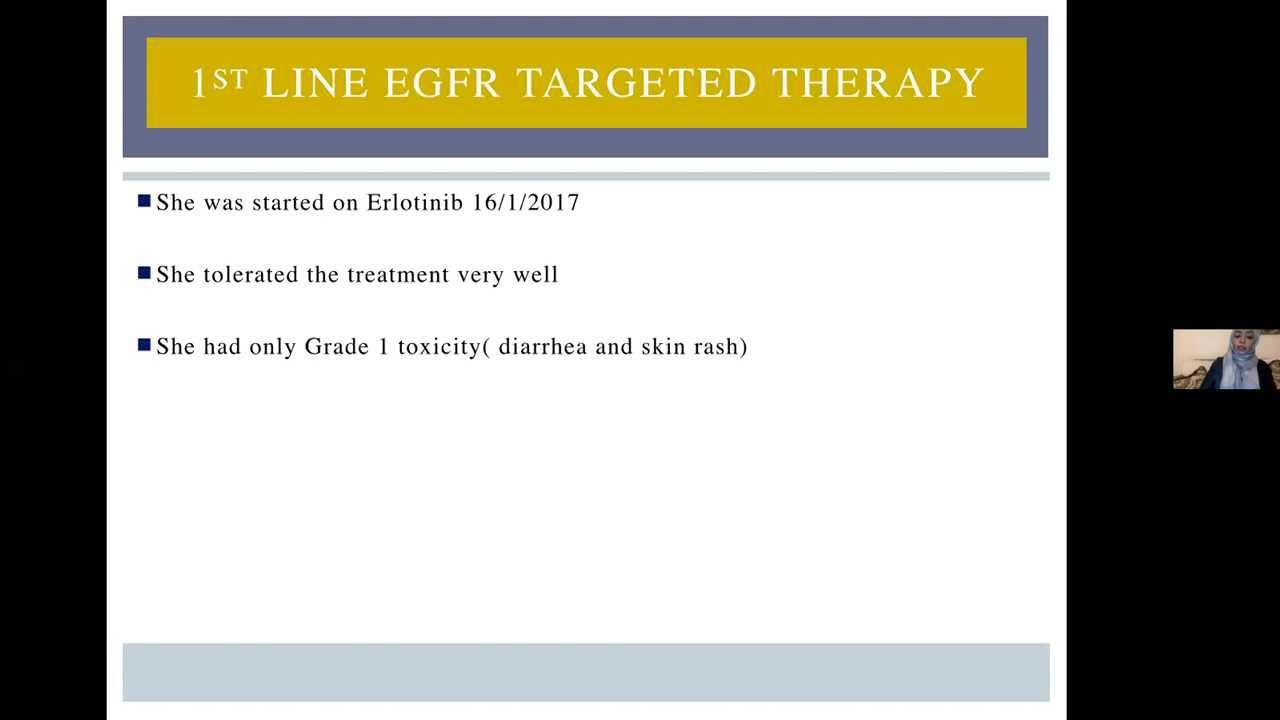 1ST LINE EGFR TARGETED THERAPY
She was started on Erlotinib 16/1/2017
She tolerated the treatment very well
She had only Grade 1 toxicity( diarrhea and skin rash)